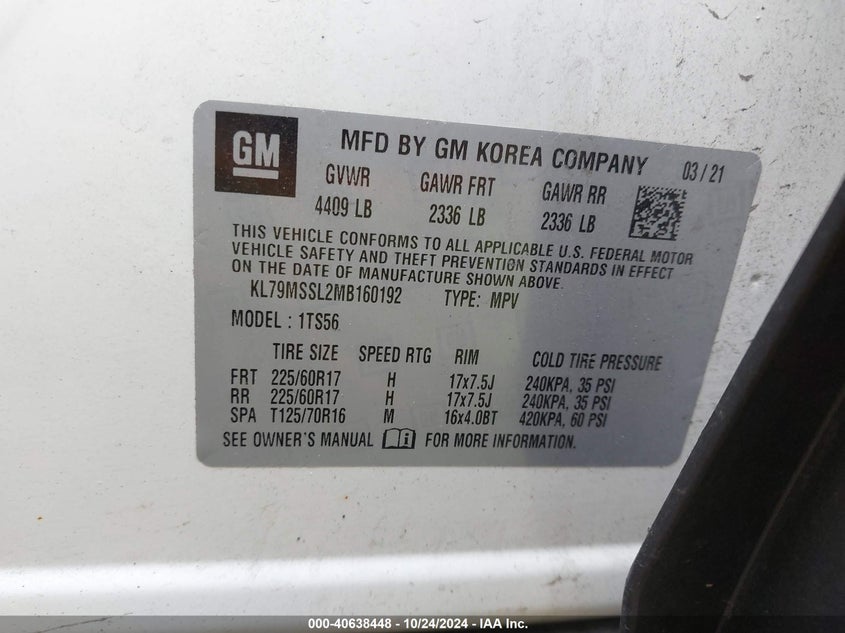 GM
MFD BY GM KOREA COMPANY 03/21
GVWR GAWR FRT GAWR RR
4409 LB 2336 LB 2336 LB
THIS VEHICLE CONFORMS TO ALL APPLICABLE U.S. FEDERAL MOTOR
VEHICLE SAFETY AND THEFT PREVENTION STANDARDS IN EFFECT
ON THE DATE OF MANUFACTURE SHOWN ABOVE.
KL79MSSL2MB160192 TYPE: MPV
MODEL : 1TS56
TIRE SIZE SPEED RTG RIM COLD TIRE PRESSURE
FRT 225/60R17 H 17x7.5J 240KPA, 35 PSI
RR 225/60R17 H 17x7.5J 240KPA, 35 PSI
SPA T125/70R16 M 16x4.0BT 420KPA, 60 PSI
SEE OWNER'S MANUAL FOR MORE INFORMATION.
000-40638448 - 10/24/2024 - IAA Inc.